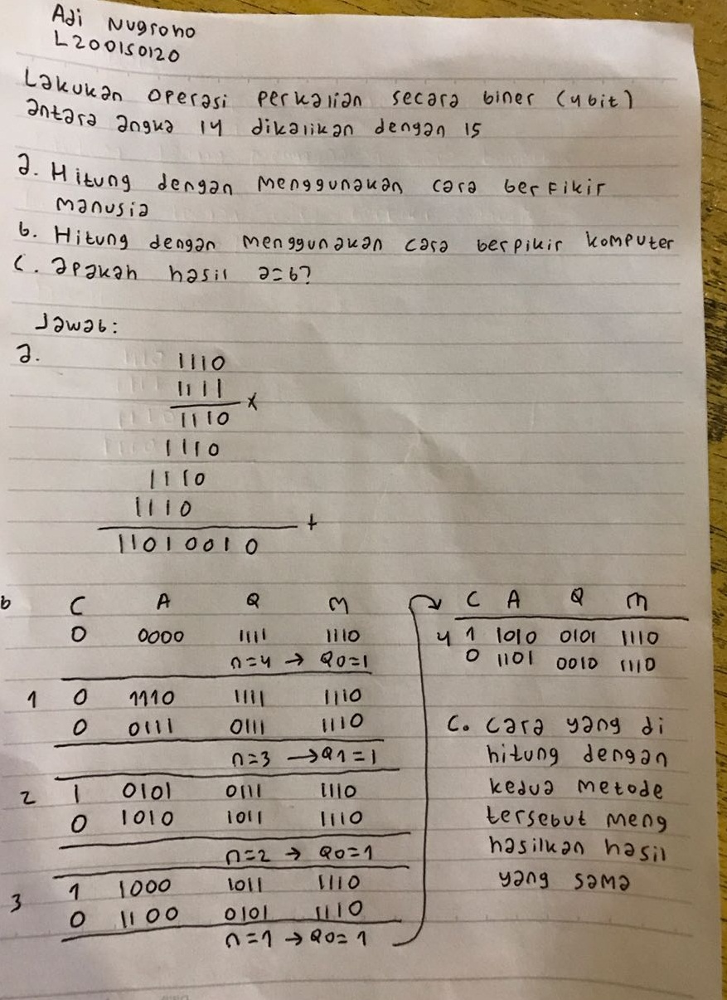 Adi Nugroho
L200150120
Lakukan operasi perkalian secara biner (4 bit)
antara angka 14 dikalikan dengan 15
a. Hitung dengan menggunakan cara berfikir
manusia
b. Hitung dengan menggunakan cara berpikir komputer
c. apakah hasil a=b?
Jawab:
a.
1110
1111 x
1110
1110
1110
1110
+
11010010
b C A Q M
0 0000 1111 1110
n=4 → Q0=1
1 0 1110 1111 1110
0 0111 0111 1110
n=3 → Q1=1
2 1 0101 0111 1110
0 1010 1011 1110
n=2 → Q0=1
3 1 1000 1011 1110
0 1100 0101 1110
n=1 → Q0=1
C A Q M
4 1 1010 0101 1110
0 1101 0010 1110
C. Cara yang di
hitung dengan
kedua metode
tersebut meng
hasilkan hasil
yang sama